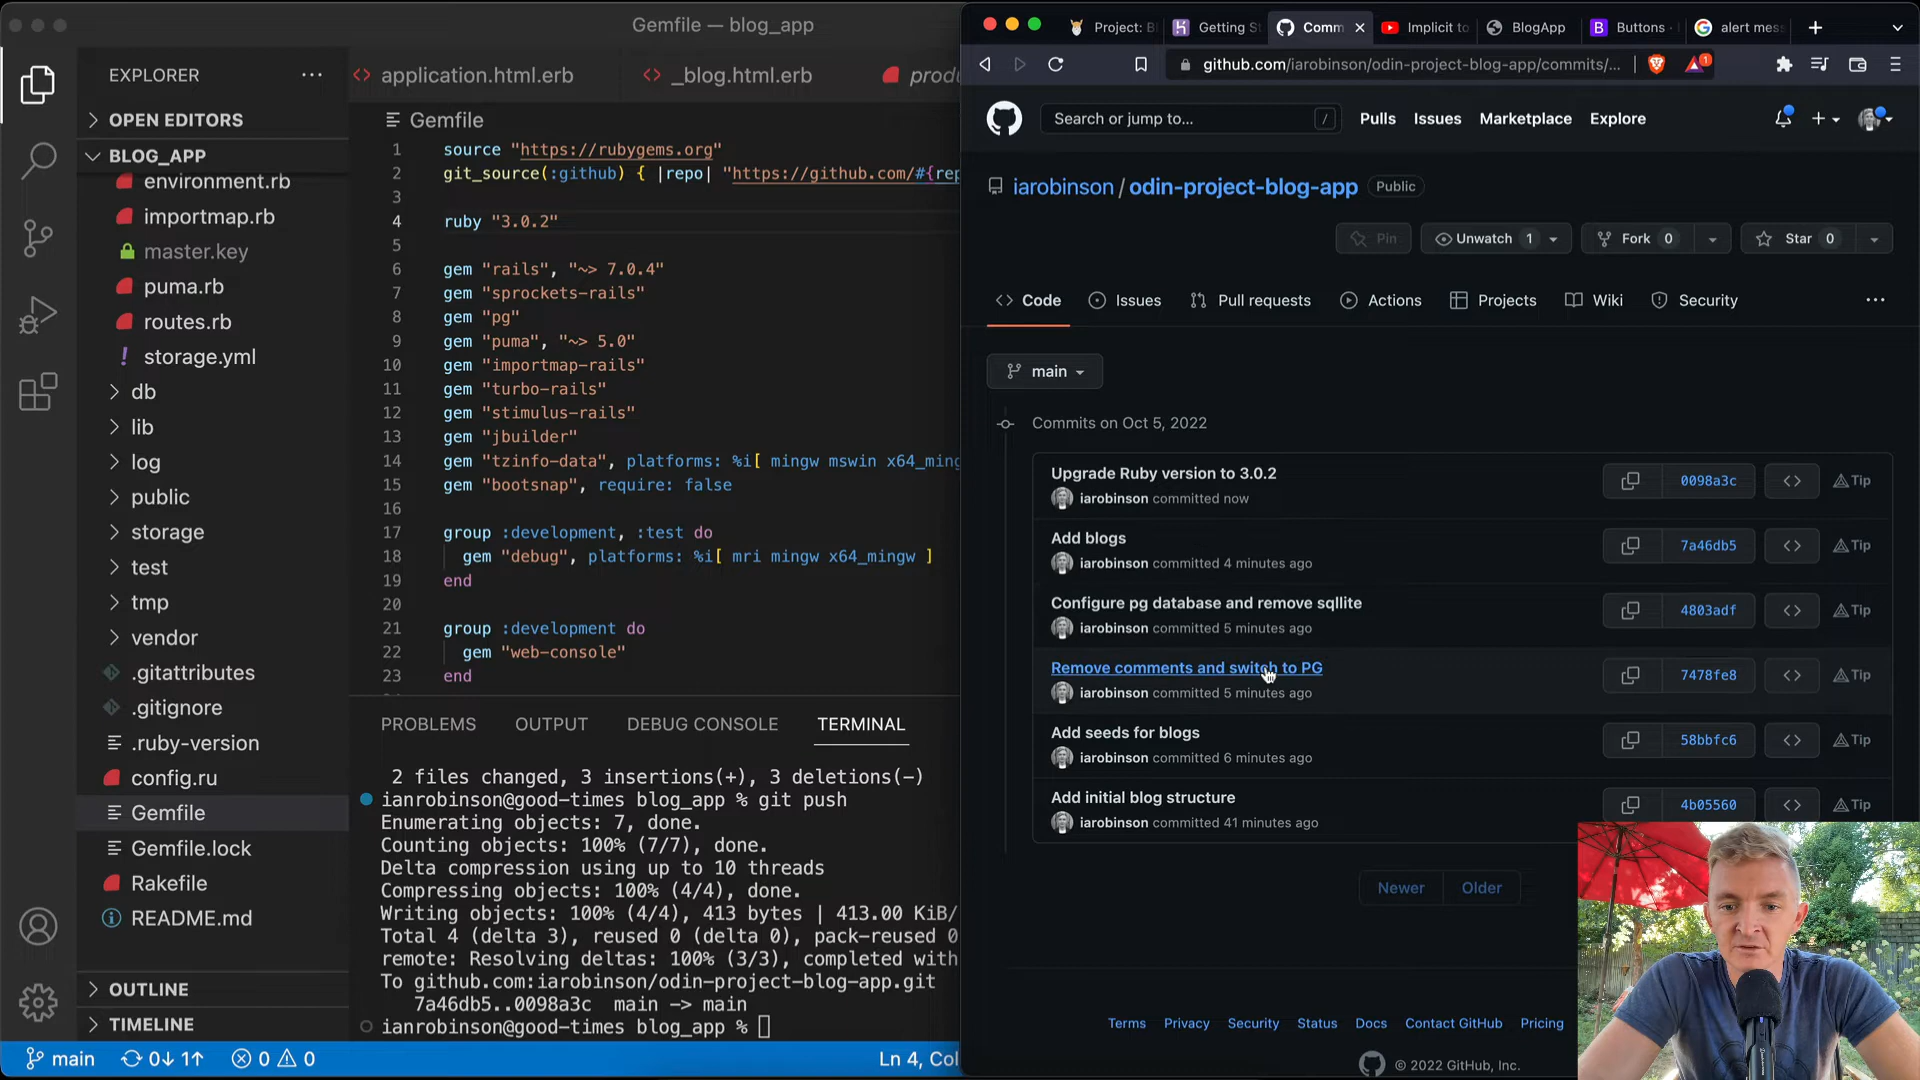 Gemfile — blog_app
EXPLORER
OPEN EDITORS
BLOG_APP
environment.rb
importmap.rb
master.key
puma.rb
routes.rb
! storage.yml
db
lib
log
public
storage
test
tmp
vendor
.gitattributes
.gitignore
.ruby-version
config.ru
Gemfile
Gemfile.lock
Rakefile
README.md
OUTLINE
TIMELINE
application.html.erb
_blog.html.erb
produ
Gemfile
1 source "https://rubygems.org"
2 git_source(:github) { |repo| "https://github.com/#{rep
3
4 ruby "3.0.2"
5
6 gem "rails", "~> 7.0.4"
7 gem "sprockets-rails"
8 gem "pg"
9 gem "puma", "~> 5.0"
10 gem "importmap-rails"
11 gem "turbo-rails"
12 gem "stimulus-rails"
13 gem "jbuilder"
14 gem "tzinfo-data", platforms: %i[ mingw mswin x64_ming
15 gem "bootsnap", require: false
16
17 group :development, :test do
18 gem "debug", platforms: %i[ mri mingw x64_mingw ]
19 end
20
21 group :development do
22 gem "web-console"
23 end
PROBLEMS OUTPUT DEBUG CONSOLE TERMINAL
2 files changed, 3 insertions(+), 3 deletions(-)
ianrobinson@good-times blog_app % git push
Enumerating objects: 7, done.
Counting objects: 100% (7/7), done.
Delta compression using up to 10 threads
Compressing objects: 100% (4/4), done.
Writing objects: 100% (4/4), 413 bytes | 413.00 KiB/
Total 4 (delta 3), reused 0 (delta 0), pack-reused 0
remote: Resolving deltas: 100% (3/3), completed with
To github.com:iarobinson/odin-project-blog-app.git
7a46db5..0098a3c main -> main
ianrobinson@good-times blog_app %
main 0↓ 1↑ 0 0
Ln 4, Col
Project: B Getting S Comm Implicit to BlogApp Buttons · alert mess
github.com/iarobinson/odin-project-blog-app/commits/... 1
Search or jump to... / Pulls Issues Marketplace Explore
iarobinson / odin-project-blog-app Public
Pin Unwatch 1 Fork 0 Star 0
Code Issues Pull requests Actions Projects Wiki Security
main
Commits on Oct 5, 2022
Upgrade Ruby version to 3.0.2
iarobinson committed now
0098a3c Tip
Add blogs
iarobinson committed 4 minutes ago
7a46db5 Tip
Configure pg database and remove sqllite
iarobinson committed 5 minutes ago
4803adf Tip
Remove comments and switch to PG
iarobinson committed 5 minutes ago
7478fe8 Tip
Add seeds for blogs
iarobinson committed 6 minutes ago
58bbfc6 Tip
Add initial blog structure
iarobinson committed 41 minutes ago
4b05560 Tip
Newer Older
Terms Privacy Security Status Docs Contact GitHub Pricing
© 2022 GitHub, Inc.